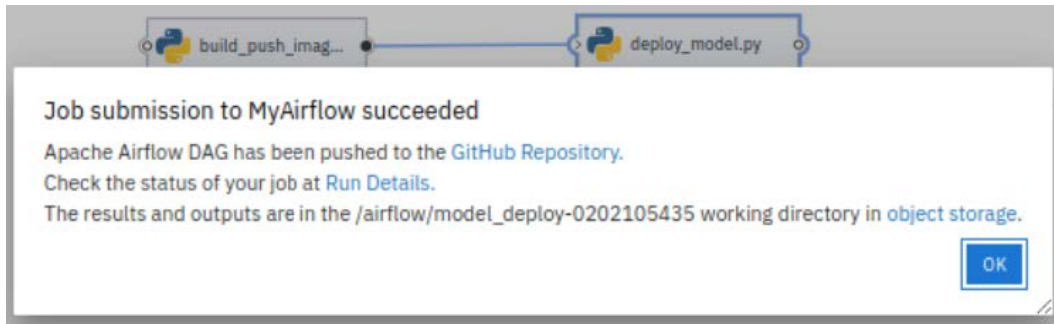 build_push_imag...
deploy_model.py
Job submission to MyAirflow succeeded
Apache Airflow DAG has been pushed to the GitHub Repository.
Check the status of your job at Run Details.
The results and outputs are in the /airflow/model_deploy-0202105435 working directory in object storage.
OK